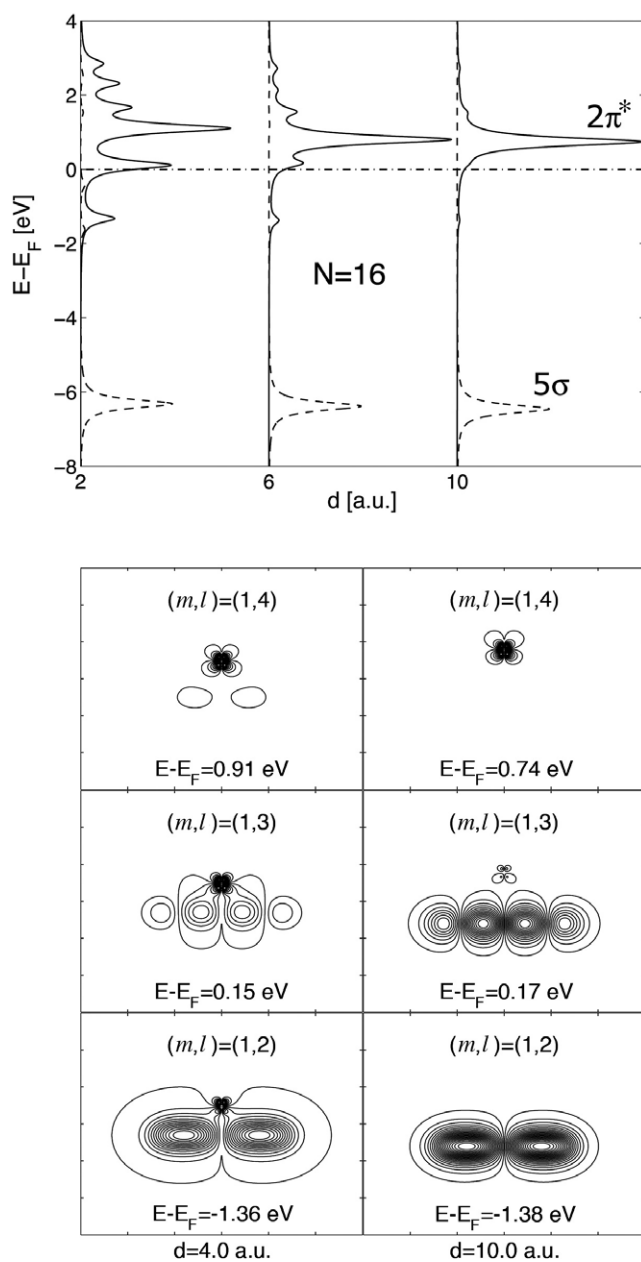 4
2
0
−2
−4
−6
−8
E−E_F [eV]
2π*
N=16
5σ
2 6 10
d [a.u.]
(m,l)=(1,4) (m,l)=(1,4)
E-E_F=0.91 eV E-E_F=0.74 eV
(m,l)=(1,3) (m,l)=(1,3)
E-E_F=0.15 eV E-E_F=0.17 eV
(m,l)=(1,2) (m,l)=(1,2)
E-E_F=-1.36 eV E-E_F=-1.38 eV
d=4.0 a.u. d=10.0 a.u.